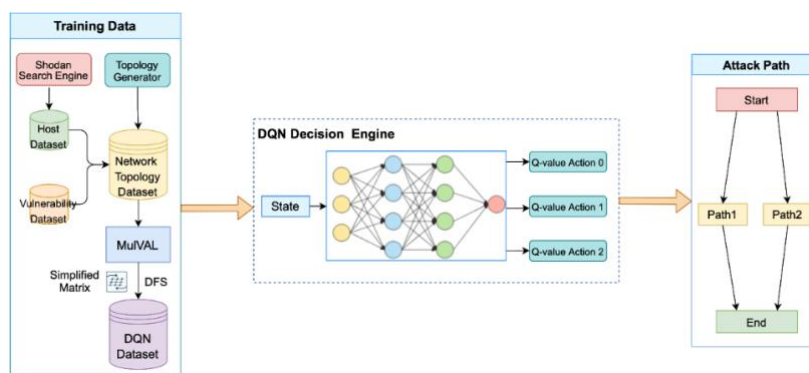 Training Data
Shodan
Search Engine
Topology
Generator
Host
Dataset
Network
Topology
Dataset
Vulnerability
Dataset
MulVAL
Simplified
Matrix
DFS
DQN
Dataset
DQN Decision Engine
State
Q-value Action 0
Q-value Action 1
Q-value Action 2
Attack Path
Start
Path1
Path2
End